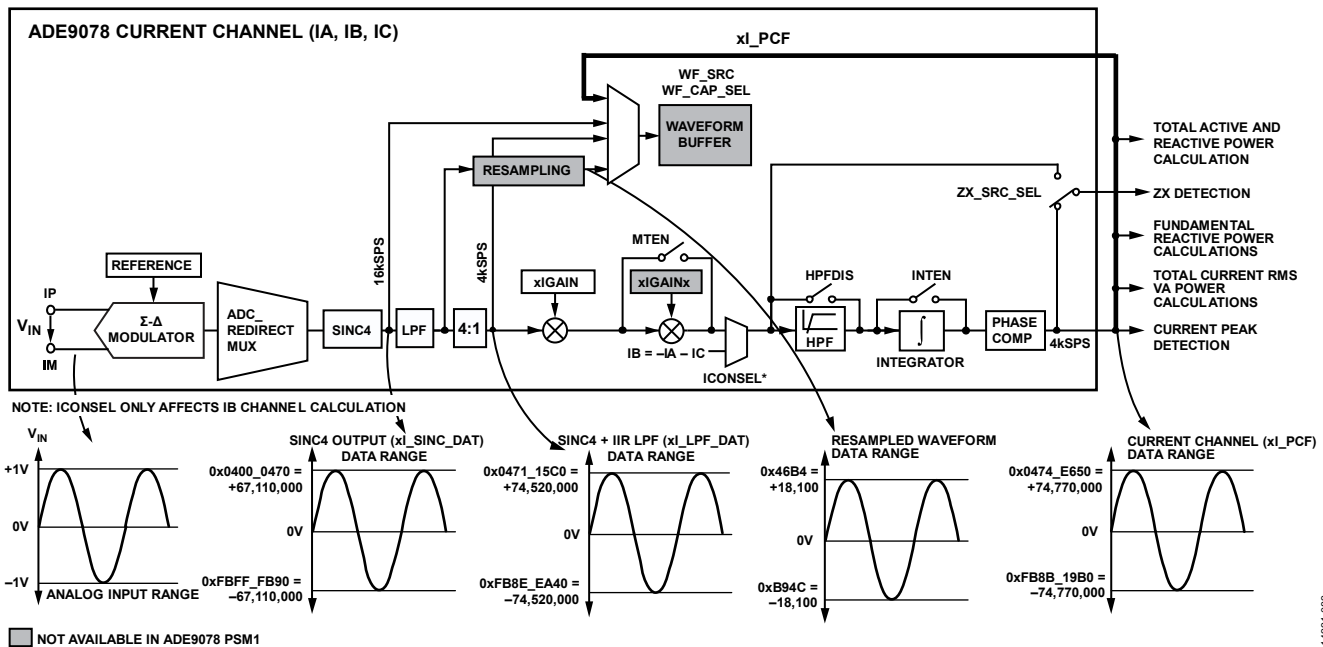 ADE9078 CURRENT CHANNEL (IA, IB, IC)
xI_PCF
WF_SRC
WF_CAP_SEL
WAVEFORM
BUFFER
RESAMPLING
TOTAL ACTIVE AND
REACTIVE POWER
CALCULATION
ZX_SRC_SEL
ZX DETECTION
FUNDAMENTAL
REACTIVE POWER
CALCULATIONS
TOTAL CURRENT RMS
VA POWER
CALCULATIONS
CURRENT PEAK
DETECTION
16kSPS
4kSPS
REFERENCE
IP
VIN
IM
Σ-Δ
MODULATOR
ADC_
REDIRECT
MUX
SINC4
LPF
4:1
xIGAIN
MTEN
xIGAINx
IB = –IA – IC
ICONSEL*
HPFDIS
HPF
INTEN
∫
INTEGRATOR
PHASE
COMP
4kSPS
NOTE: ICONSEL ONLY AFFECTS IB CHANNEL CALCULATION
VIN
+1V
0V
–1V
ANALOG INPUT RANGE
SINC4 OUTPUT (xI_SINC_DAT)
DATA RANGE
0x0400_0470 =
+67,110,000
0V
0xFBFF_FB90 =
–67,110,000
SINC4 + IIR LPF (xI_LPF_DAT)
DATA RANGE
0x0471_15C0 =
+74,520,000
0V
0xFB8E_EA40 =
–74,520,000
RESAMPLED WAVEFORM
DATA RANGE
0x46B4 =
+18,100
0V
0xB94C =
–18,100
CURRENT CHANNEL (xI_PCF)
DATA RANGE
0x0474_E650 =
+74,770,000
0V
0xFB8B_19B0 =
–74,770,000
NOT AVAILABLE IN ADE9078 PSM1